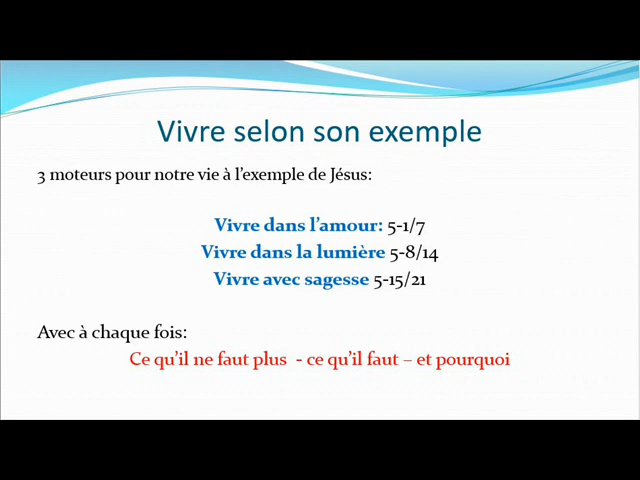 Vivre selon son exemple
3 moteurs pour notre vie à l'exemple de Jésus:
Vivre dans l'amour: 5-1/7
Vivre dans la lumière 5-8/14
Vivre avec sagesse 5-15/21
Avec à chaque fois:
Ce qu'il ne faut plus - ce qu'il faut – et pourquoi